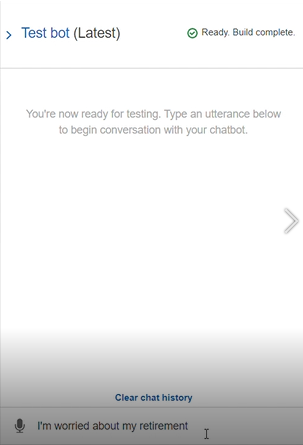 Test bot (Latest)
Ready. Build complete.
You're now ready for testing. Type an utterance below
to begin conversation with your chatbot.
Clear chat history
I'm worried about my retirement